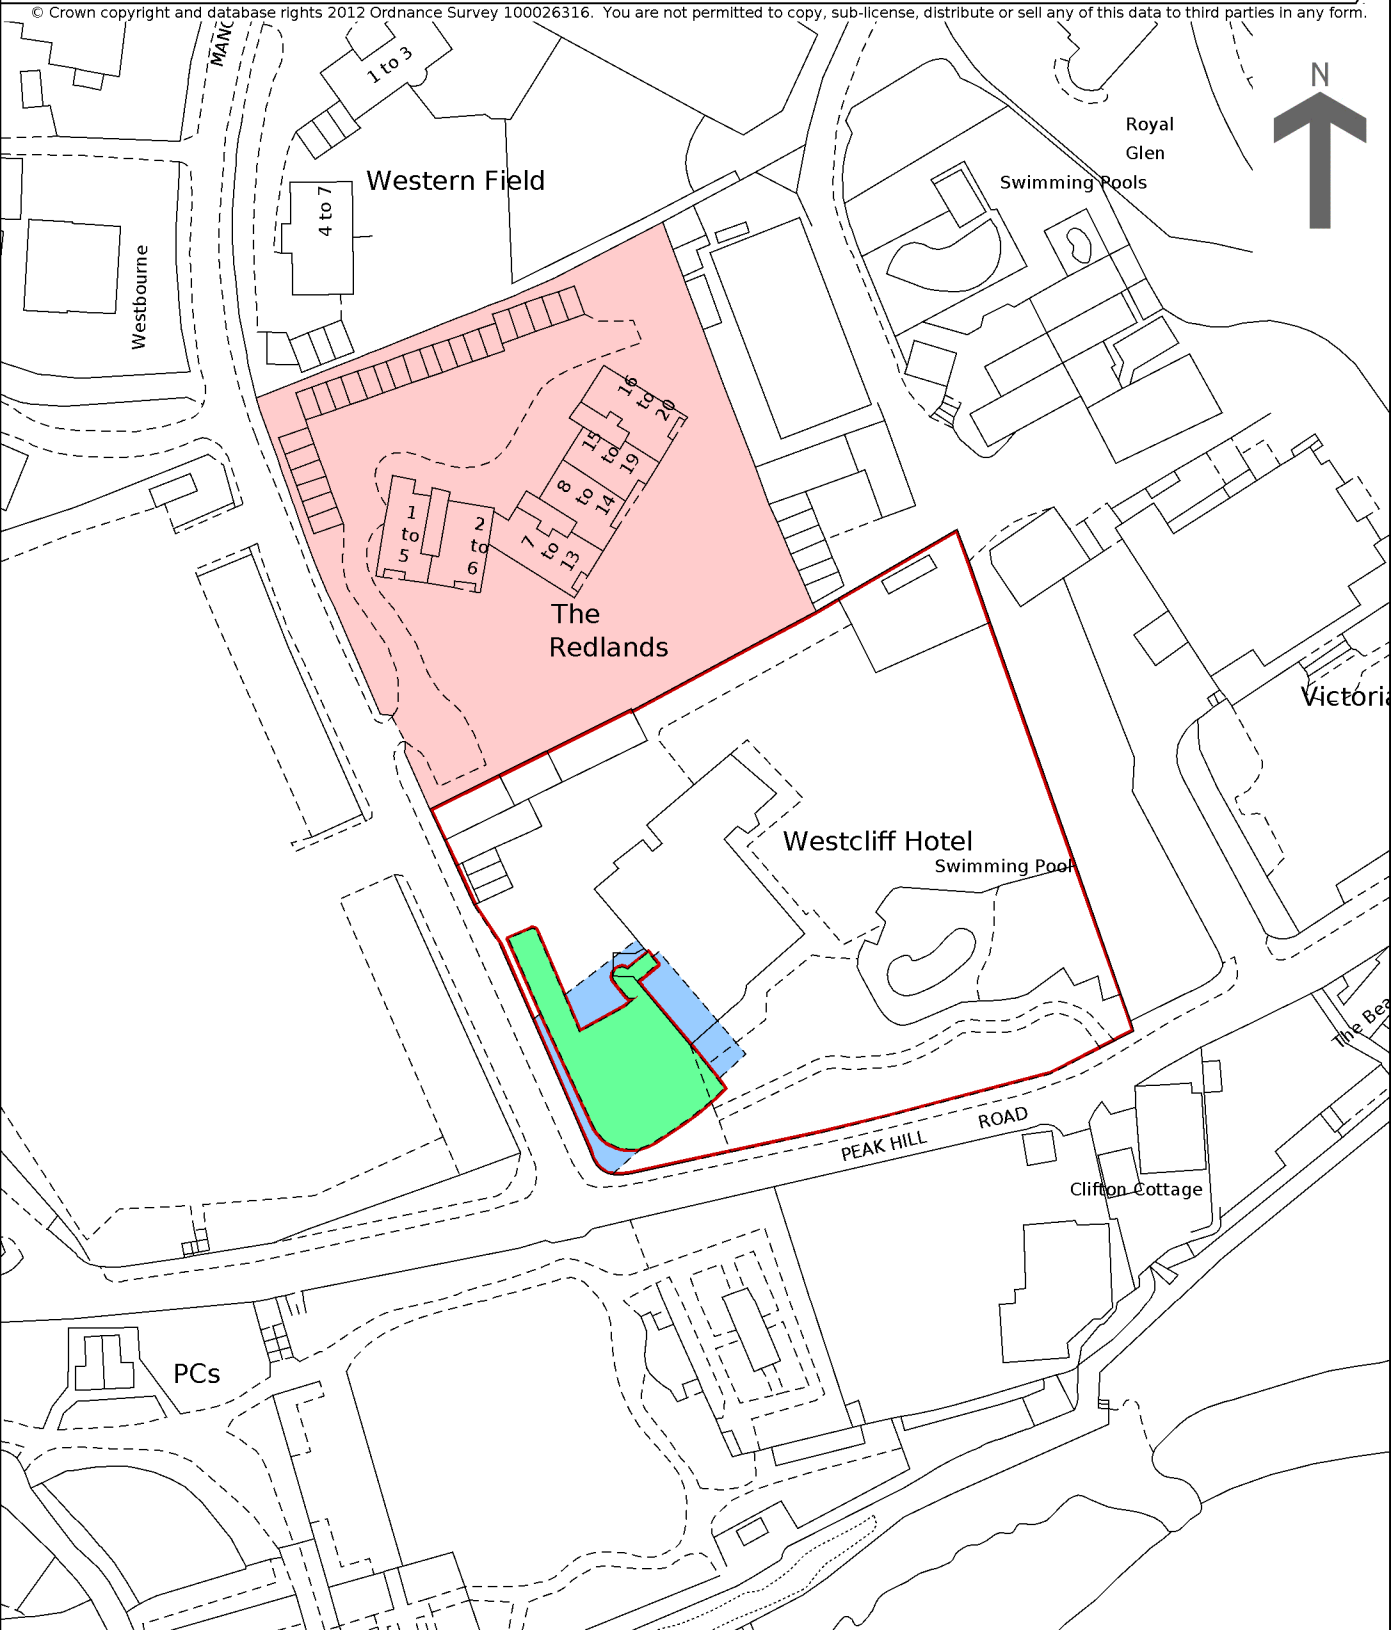 © Crown copyright and database rights 2012 Ordnance Survey 100026316. You are not permitted to copy, sub-license, distribute or sell any of this data to third parties in any form.
N
1 to 3
Royal
Glen
Western Field
Swimming Pools
4 to 7
Westbourne
16
to
20
15
to
19
8
to
14
1
to
5
2
to
6
7
to
13
The
Redlands
Victoria
Westcliff Hotel
Swimming Pool
The Bea
PEAK HILL ROAD
Clifton Cottage
PCs